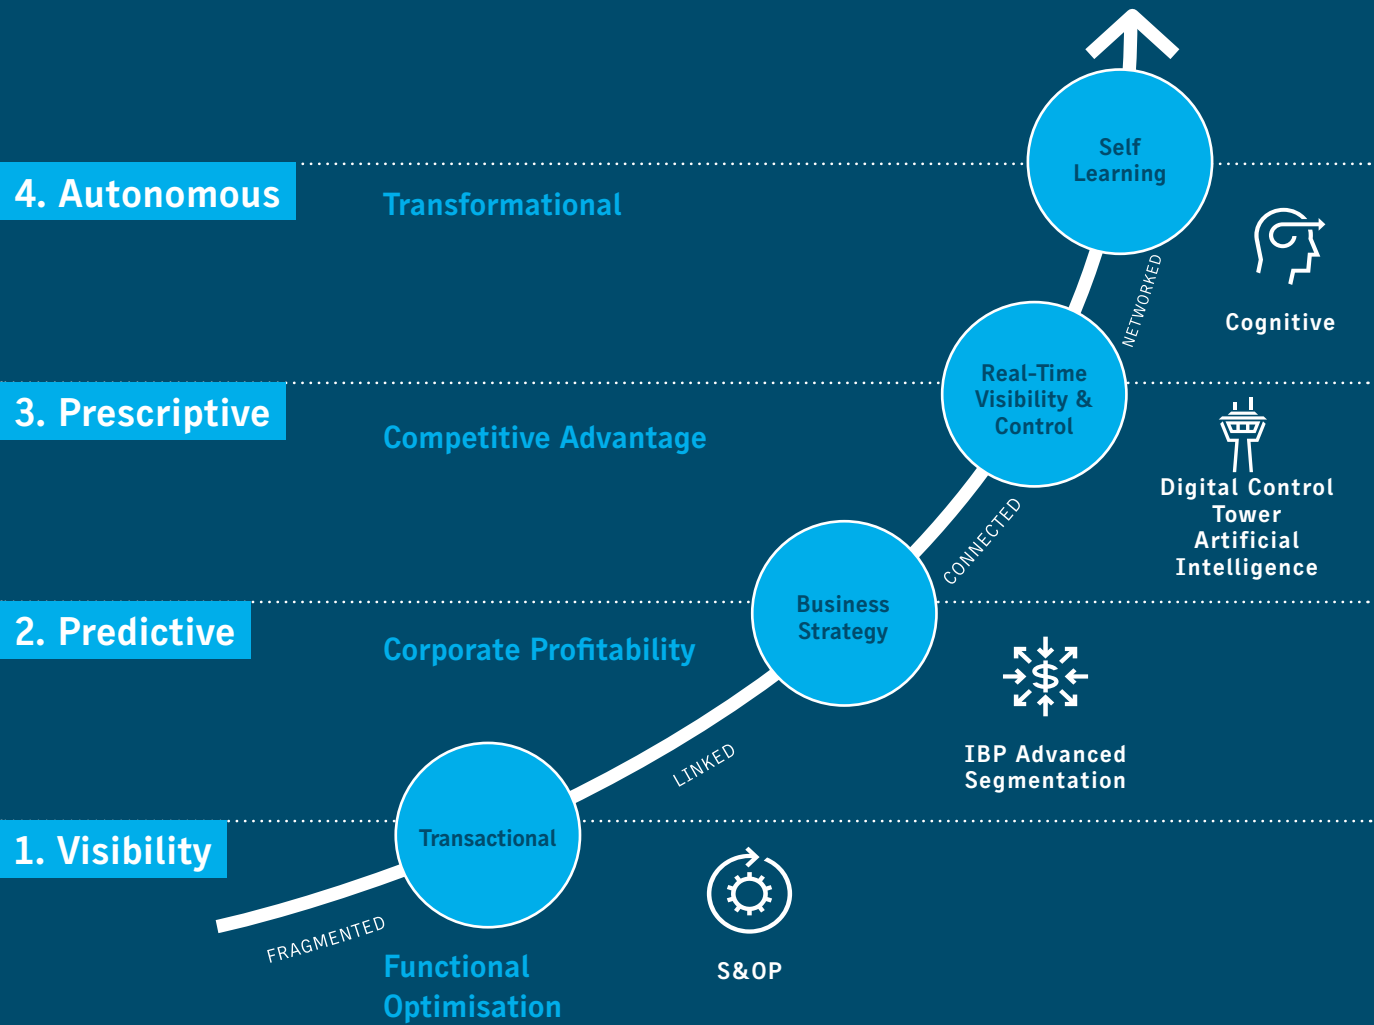 Self
Learning
4. Autonomous
Transformational
NETWORKED
Cognitive
Real-Time
Visibility &
Control
3. Prescriptive
Competitive Advantage
Digital Control
Tower
Artificial
Intelligence
CONNECTED
Business
Strategy
2. Predictive
Corporate Profitability
IBP Advanced
Segmentation
LINKED
Transactional
1. Visibility
FRAGMENTED
Functional
Optimisation
S&OP